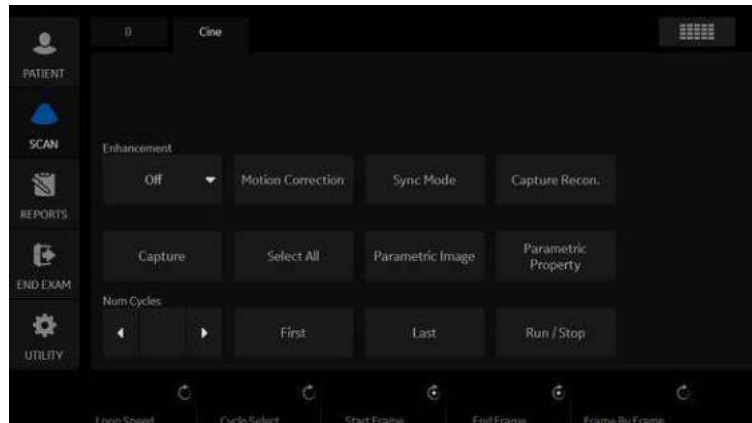 B
Cine
PATIENT
SCAN
REPORTS
END EXAM
UTILITY
Enhancement
Off
Motion Correction
Sync Mode
Capture Recon.
Capture
Select All
Parametric Image
Parametric
Property
Num Cycles
First
Last
Run / Stop
Loop Speed
Cycle Select
Start Frame
End Frame
Frame By Frame